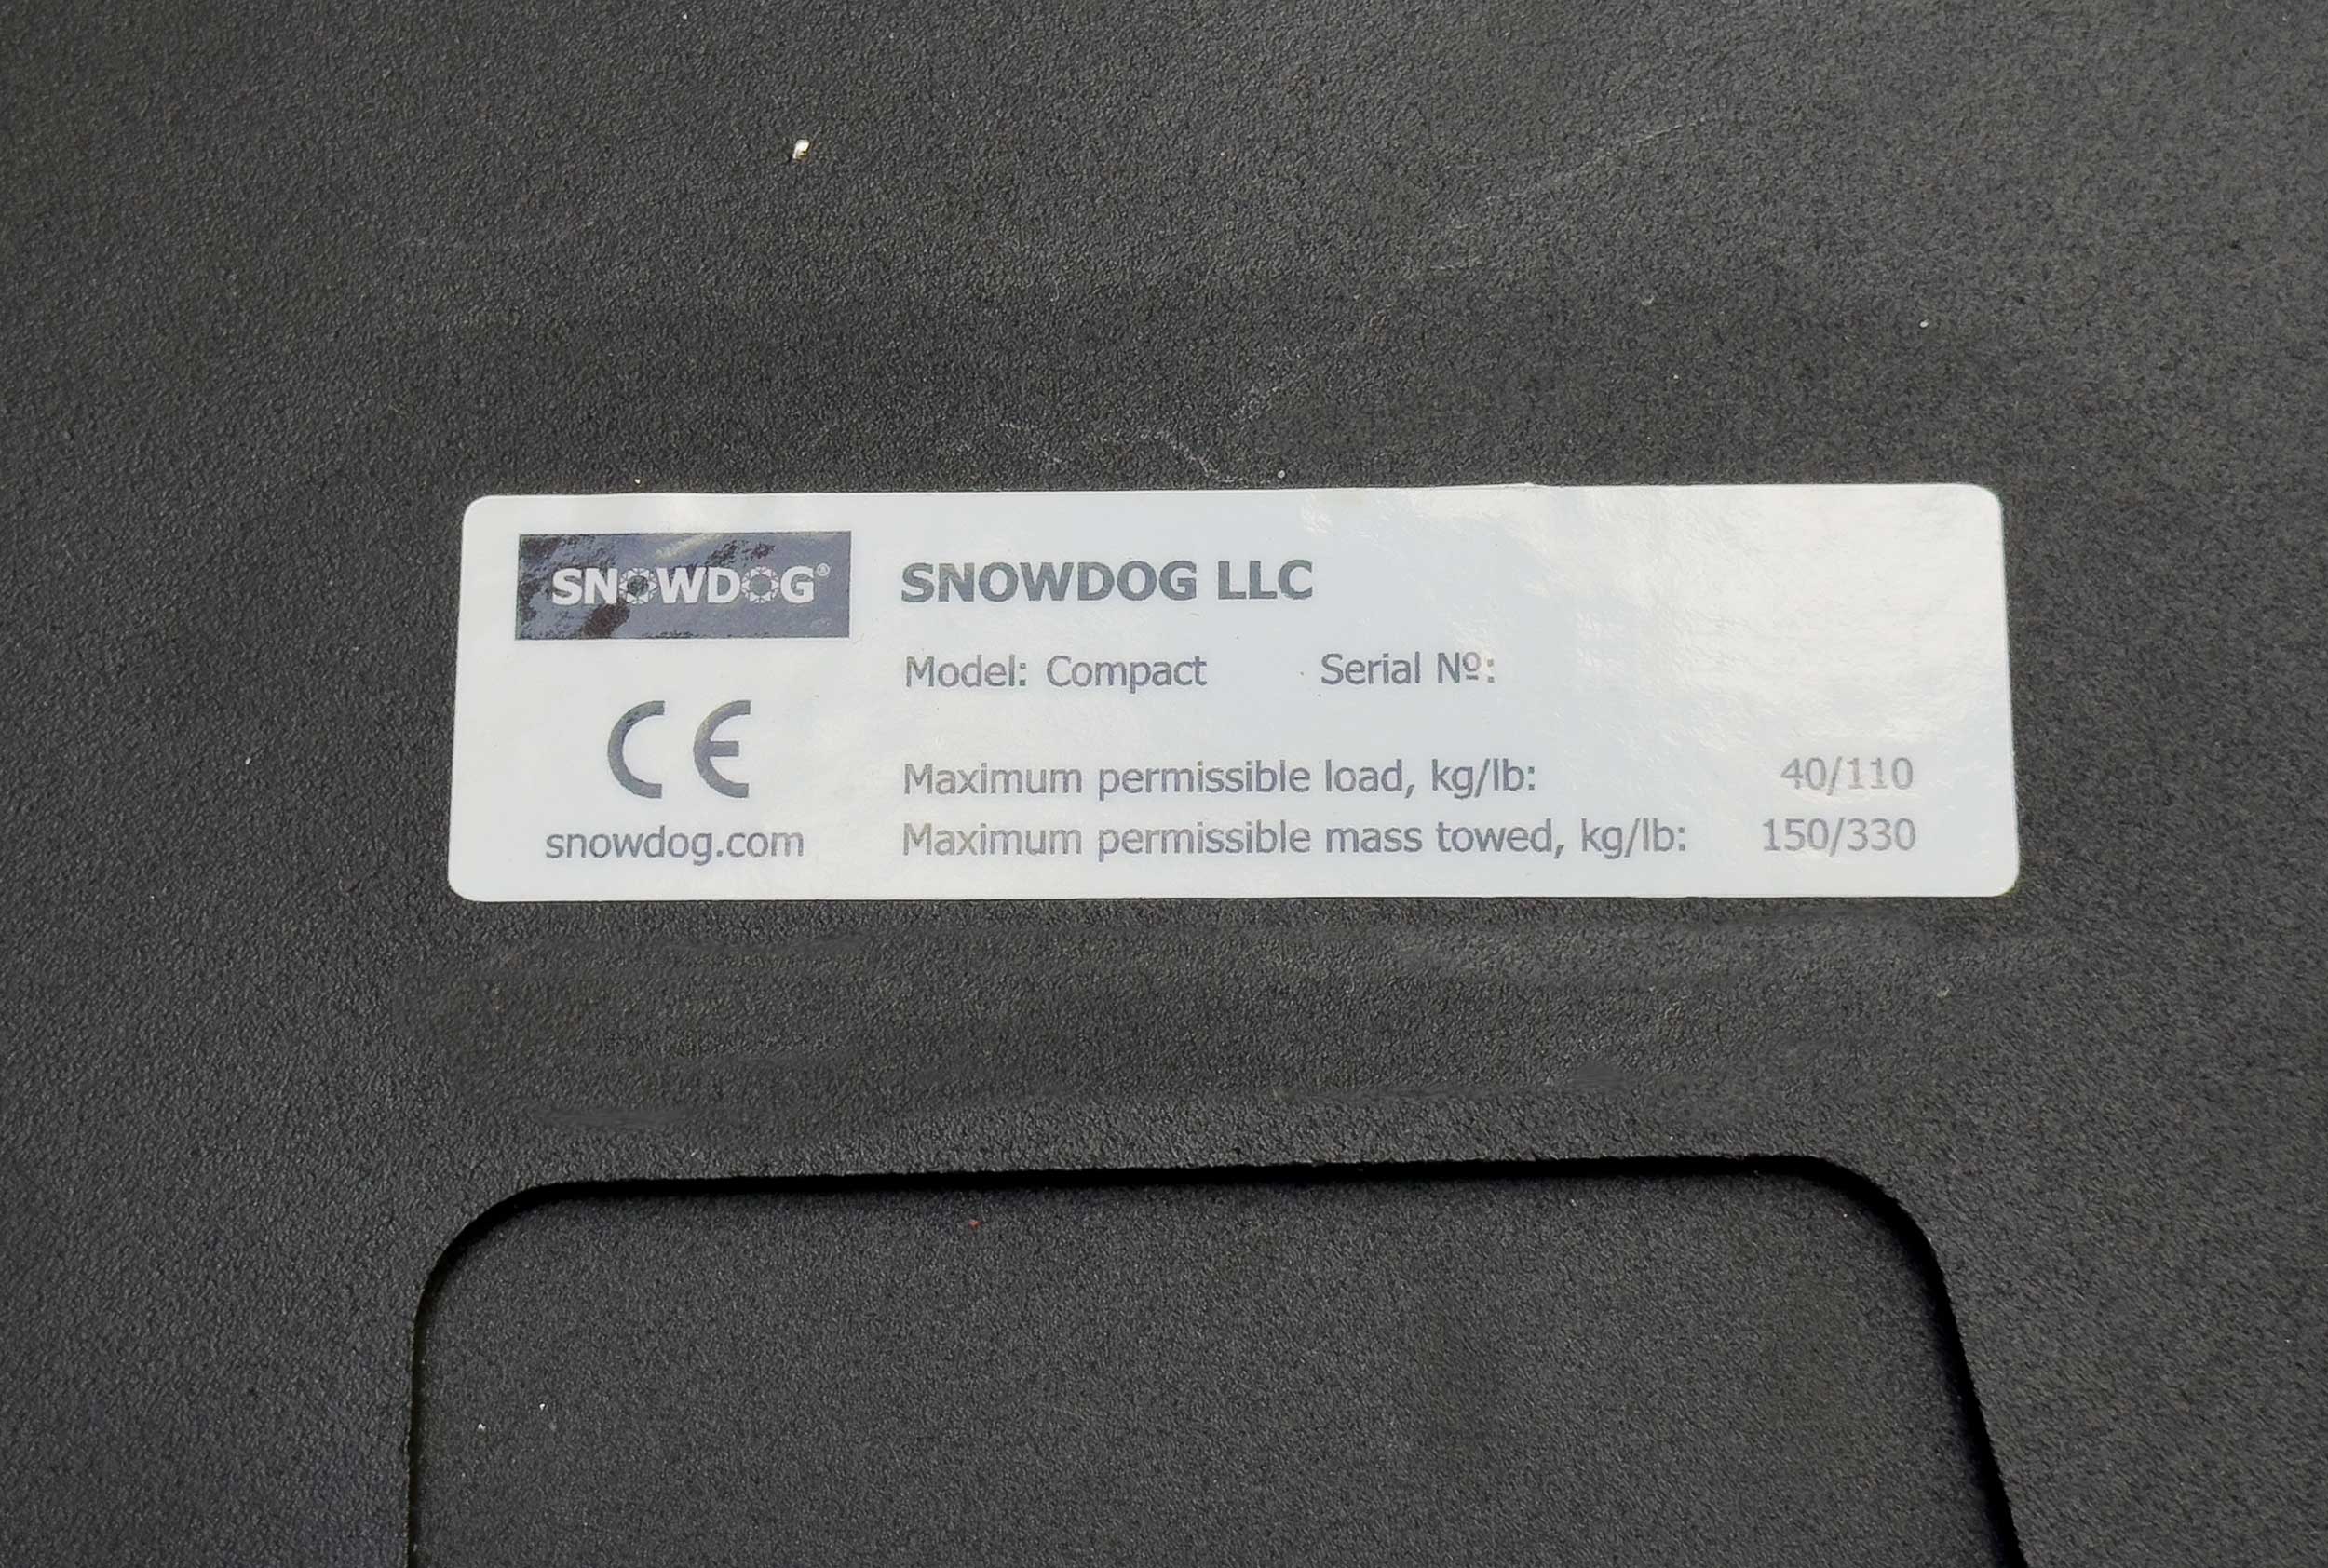 SNOWDOG®
SNOWDOG LLC
Model: Compact Serial Nº:
CE
Maximum permissible load, kg/lb: 40/110
Maximum permissible mass towed, kg/lb: 150/330
snowdog.com